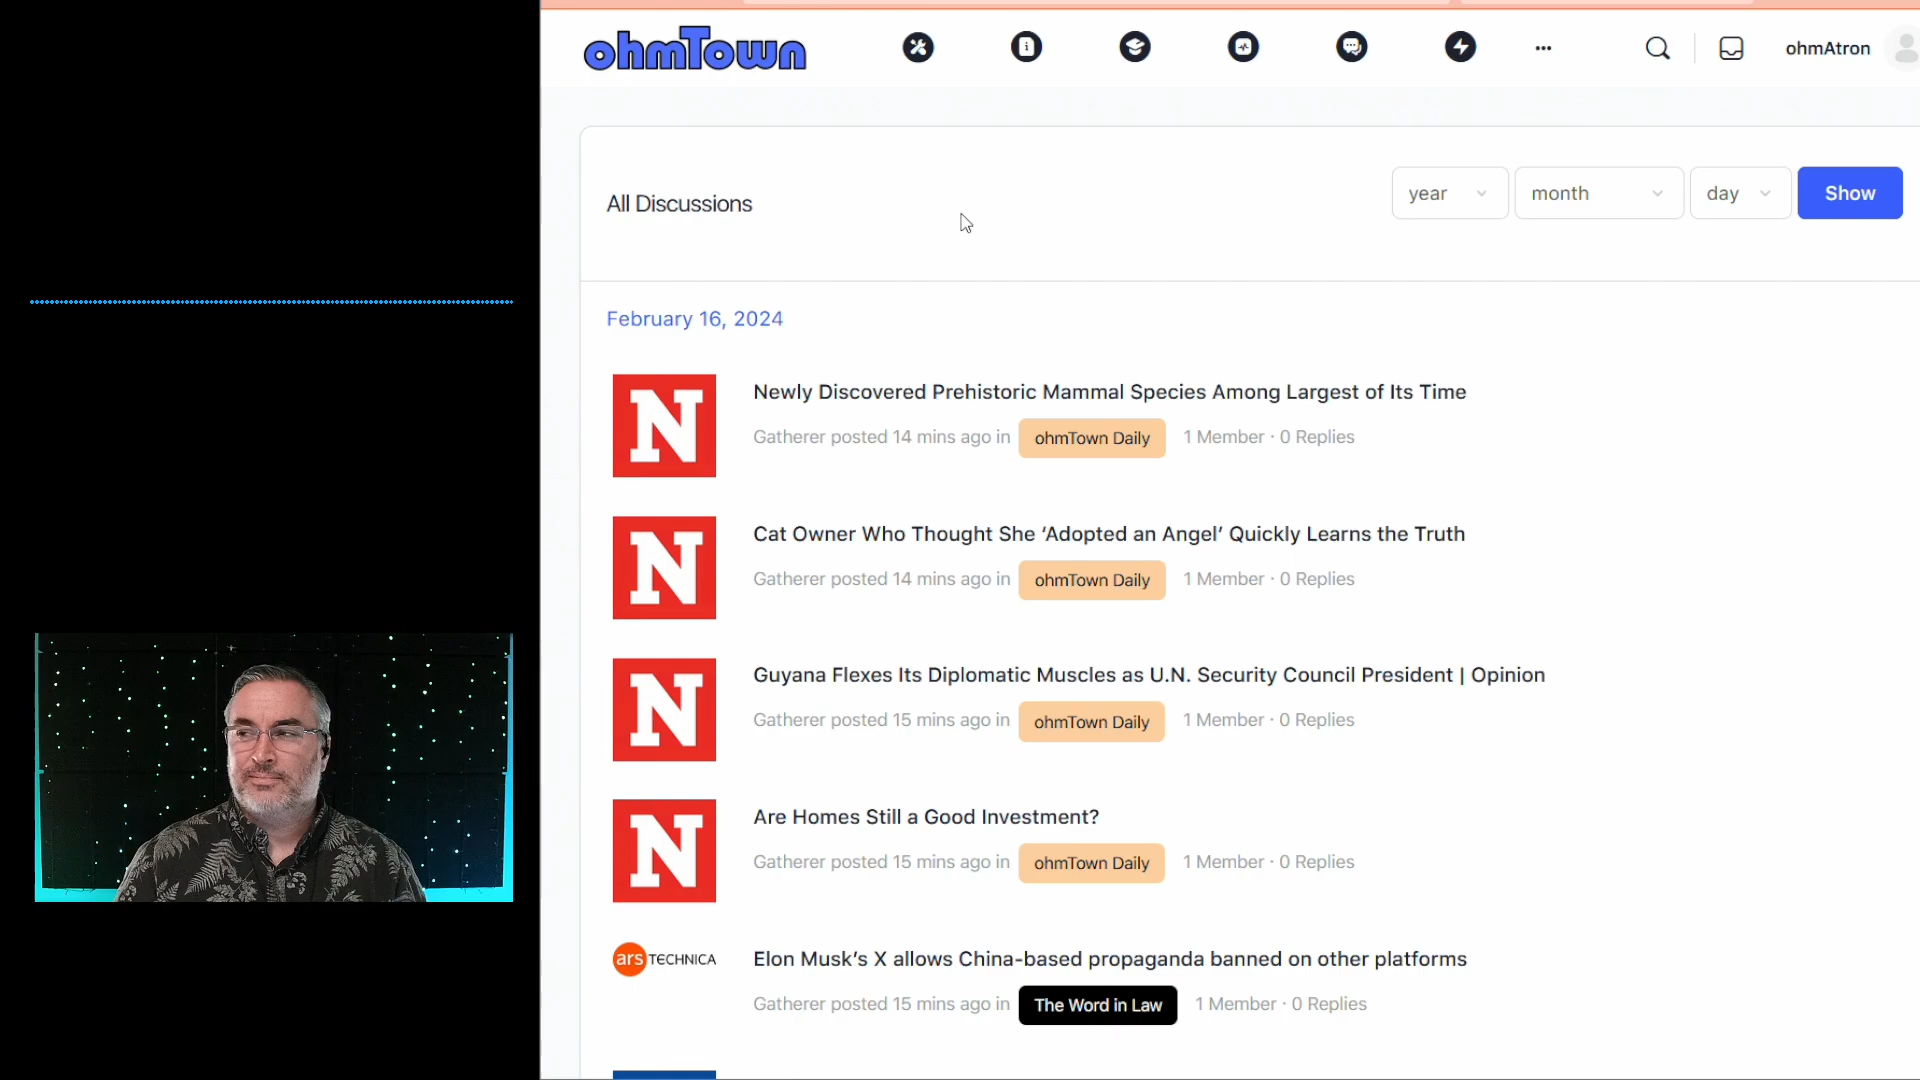 ohmTown
ohmAtron
All Discussions
year
month
day
Show
February 16, 2024
N
Newly Discovered Prehistoric Mammal Species Among Largest of Its Time
Gatherer posted 14 mins ago in ohmTown Daily 1 Member · 0 Replies
N
Cat Owner Who Thought She ‘Adopted an Angel’ Quickly Learns the Truth
Gatherer posted 14 mins ago in ohmTown Daily 1 Member · 0 Replies
N
Guyana Flexes Its Diplomatic Muscles as U.N. Security Council President | Opinion
Gatherer posted 15 mins ago in ohmTown Daily 1 Member · 0 Replies
N
Are Homes Still a Good Investment?
Gatherer posted 15 mins ago in ohmTown Daily 1 Member · 0 Replies
ars TECHNICA
Elon Musk’s X allows China-based propaganda banned on other platforms
Gatherer posted 15 mins ago in The Word in Law 1 Member · 0 Replies